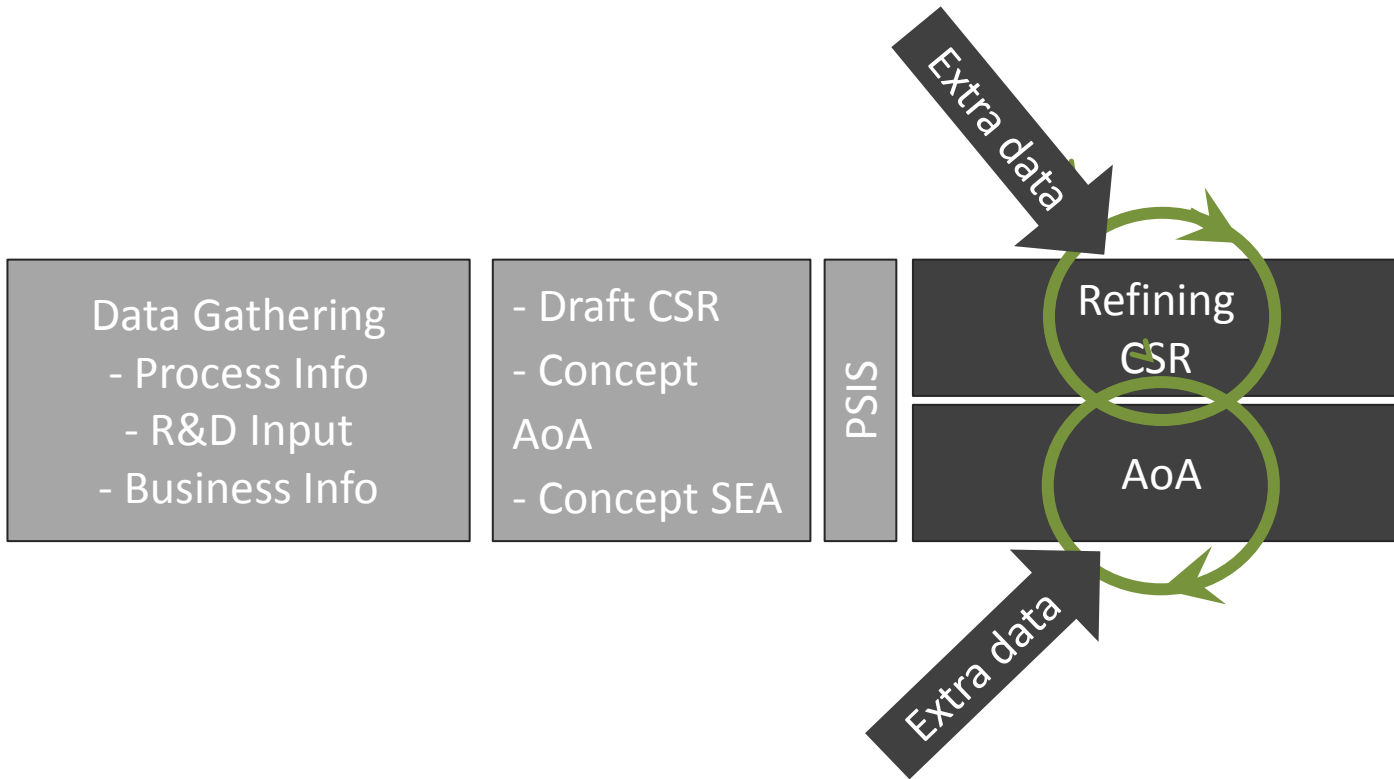 Extra data
Data Gathering
- Process Info
- R&D Input
- Business Info
- Draft CSR
- Concept
AoA
- Concept SEA
PSIS
Refining
CSR
AoA
Extra data